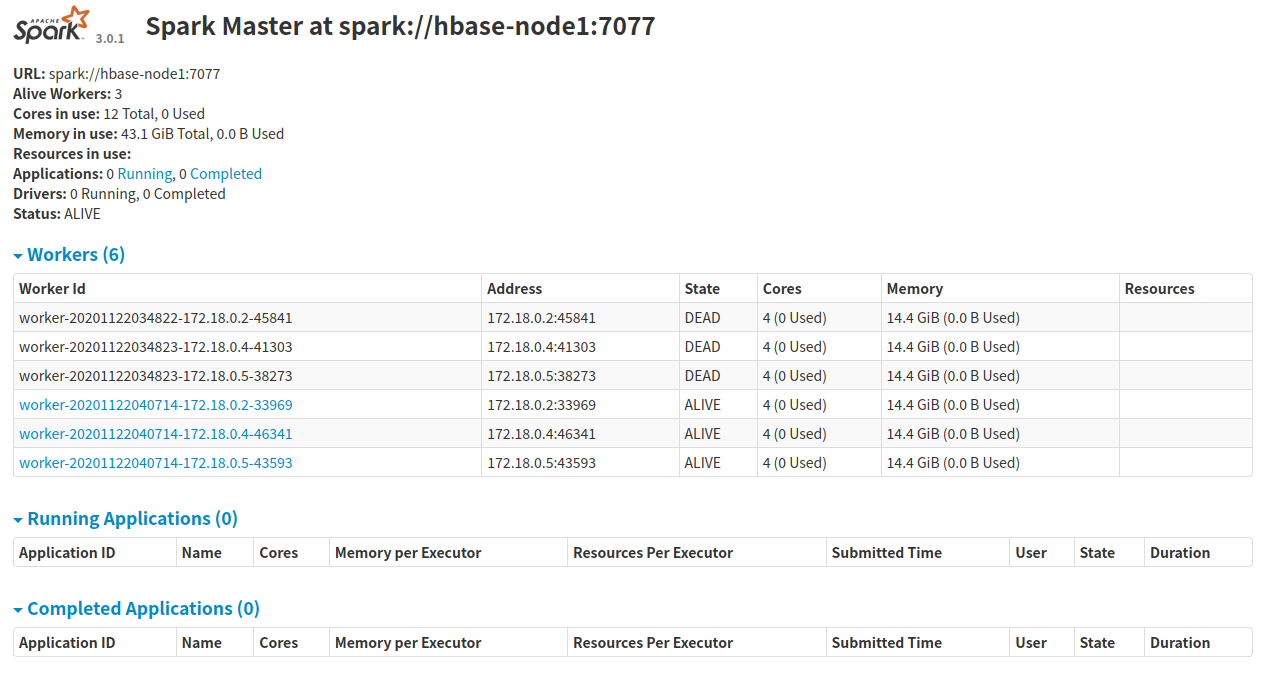 APACHE
Spark 3.0.1 Spark Master at spark://hbase-node1:7077
URL: spark://hbase-node1:7077
Alive Workers: 3
Cores in use: 12 Total, 0 Used
Memory in use: 43.1 GiB Total, 0.0 B Used
Resources in use:
Applications: 0 Running, 0 Completed
Drivers: 0 Running, 0 Completed
Status: ALIVE
Workers (6)
Worker Id Address State Cores Memory Resources
worker-20201122034822-172.18.0.2-45841 172.18.0.2:45841 DEAD 4 (0 Used) 14.4 GiB (0.0 B Used)
worker-20201122034823-172.18.0.4-41303 172.18.0.4:41303 DEAD 4 (0 Used) 14.4 GiB (0.0 B Used)
worker-20201122034823-172.18.0.5-38273 172.18.0.5:38273 DEAD 4 (0 Used) 14.4 GiB (0.0 B Used)
worker-20201122040714-172.18.0.2-33969 172.18.0.2:33969 ALIVE 4 (0 Used) 14.4 GiB (0.0 B Used)
worker-20201122040714-172.18.0.4-46341 172.18.0.4:46341 ALIVE 4 (0 Used) 14.4 GiB (0.0 B Used)
worker-20201122040714-172.18.0.5-43593 172.18.0.5:43593 ALIVE 4 (0 Used) 14.4 GiB (0.0 B Used)
Running Applications (0)
Application ID Name Cores Memory per Executor Resources Per Executor Submitted Time User State Duration
Completed Applications (0)
Application ID Name Cores Memory per Executor Resources Per Executor Submitted Time User State Duration